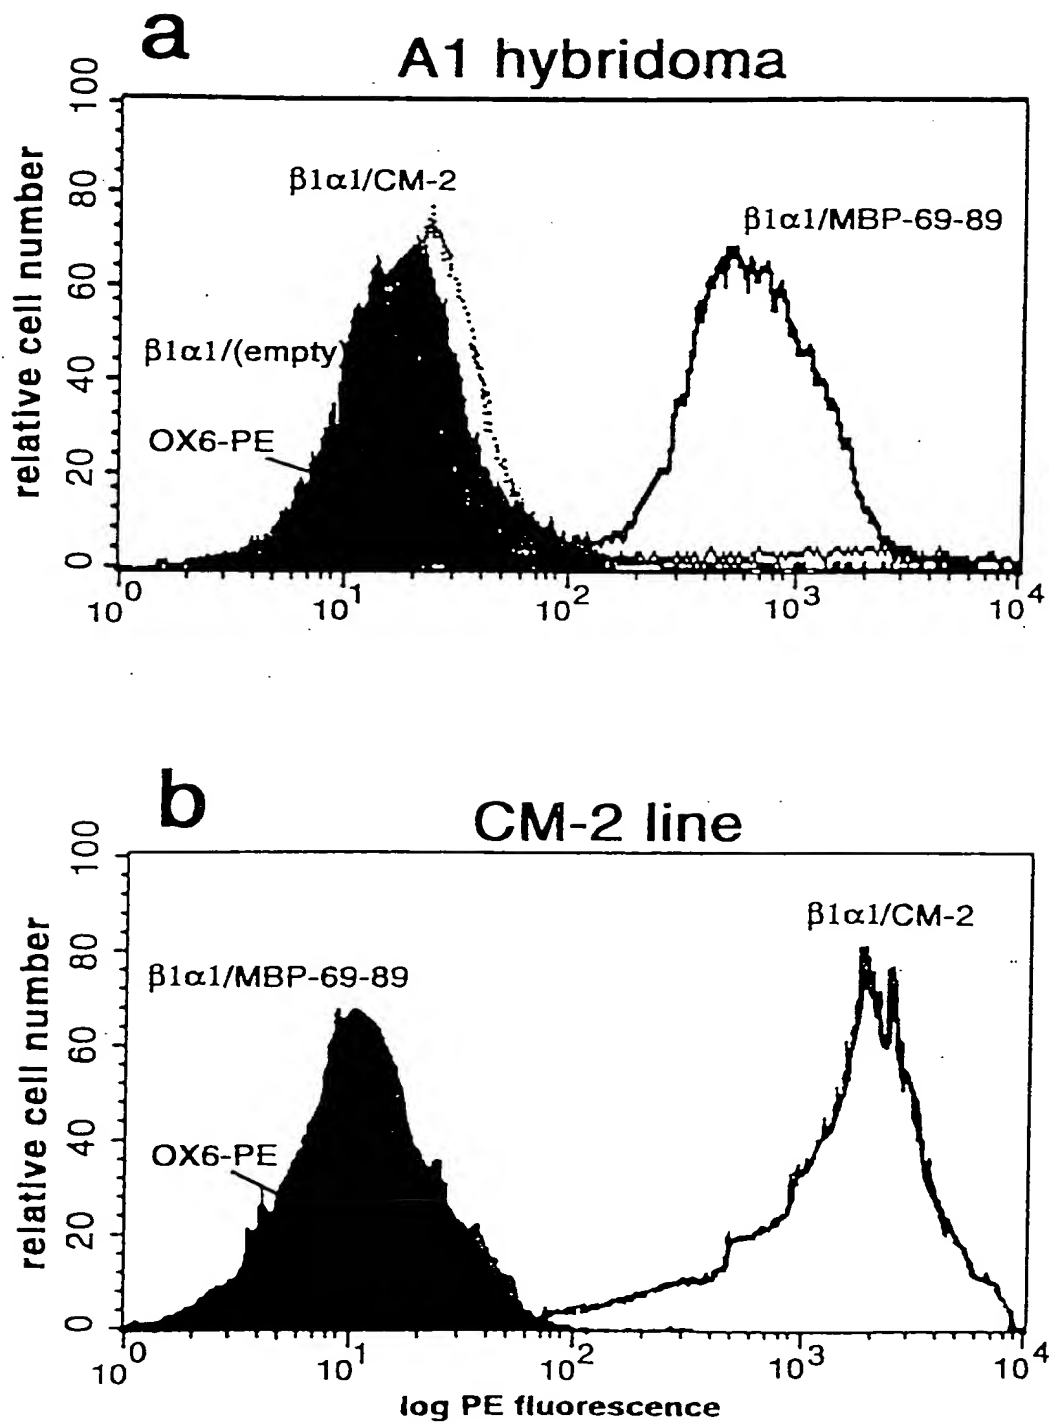 a
A1 hybridoma
relative cell number
100
80
60
40
20
0
β1α1/CM-2
β1α1/MBP-69-89
β1α1/(empty)
OX6-PE
10^0
10^1
10^2
10^3
10^4
b
CM-2 line
relative cell number
100
80
60
40
20
0
β1α1/CM-2
β1α1/MBP-69-89
OX6-PE
10^0
10^1
10^2
10^3
10^4
log PE fluorescence